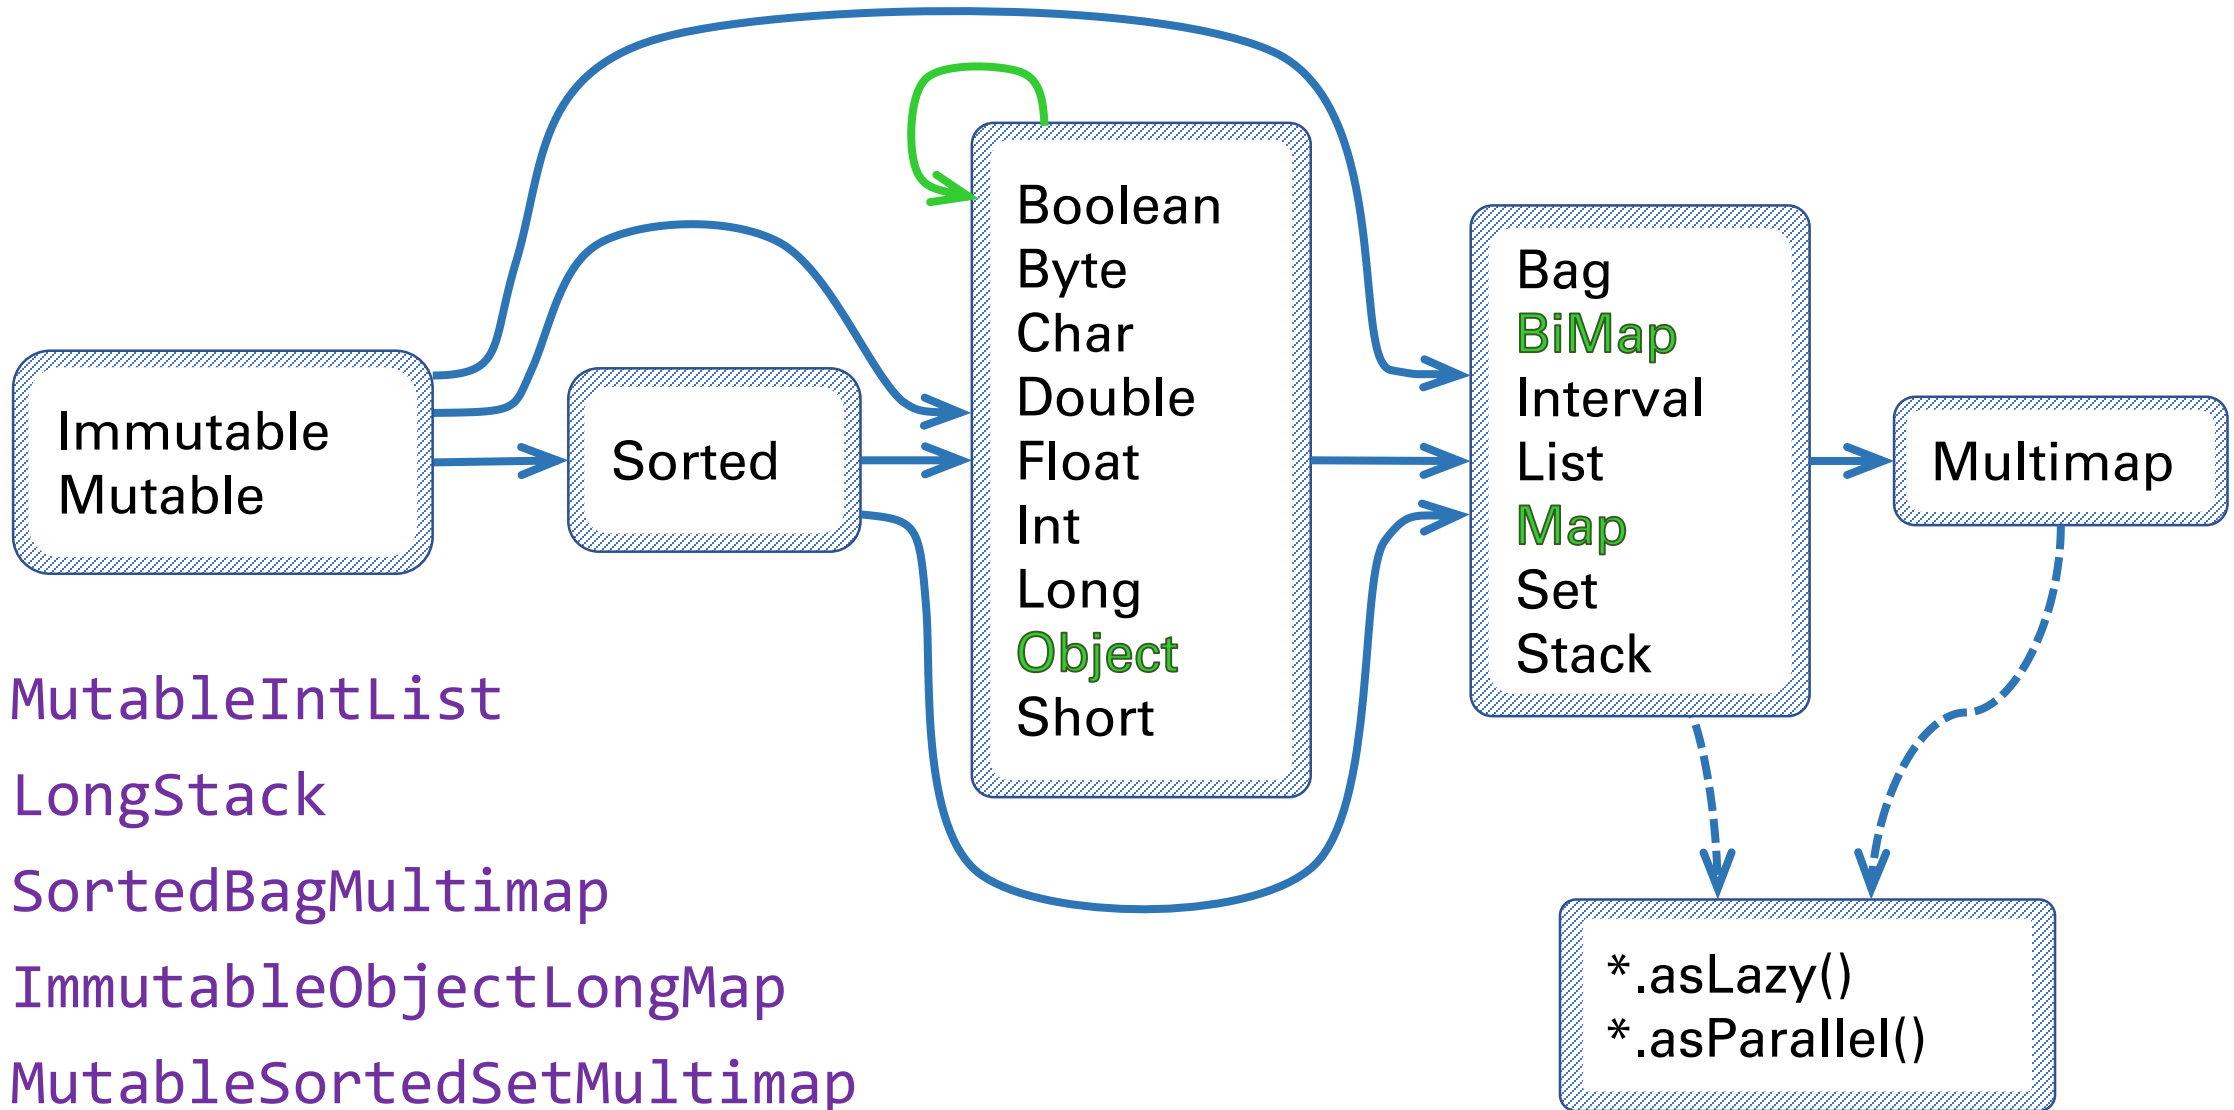 Immutable
Mutable
Sorted
Boolean
Byte
Char
Double
Float
Int
Long
Object
Short
Bag
BiMap
Interval
List
Map
Set
Stack
Multimap
*.asLazy()
*.asParallel()
MutableIntList
LongStack
SortedBagMultimap
ImmutableObjectLongMap
MutableSortedSetMultimap